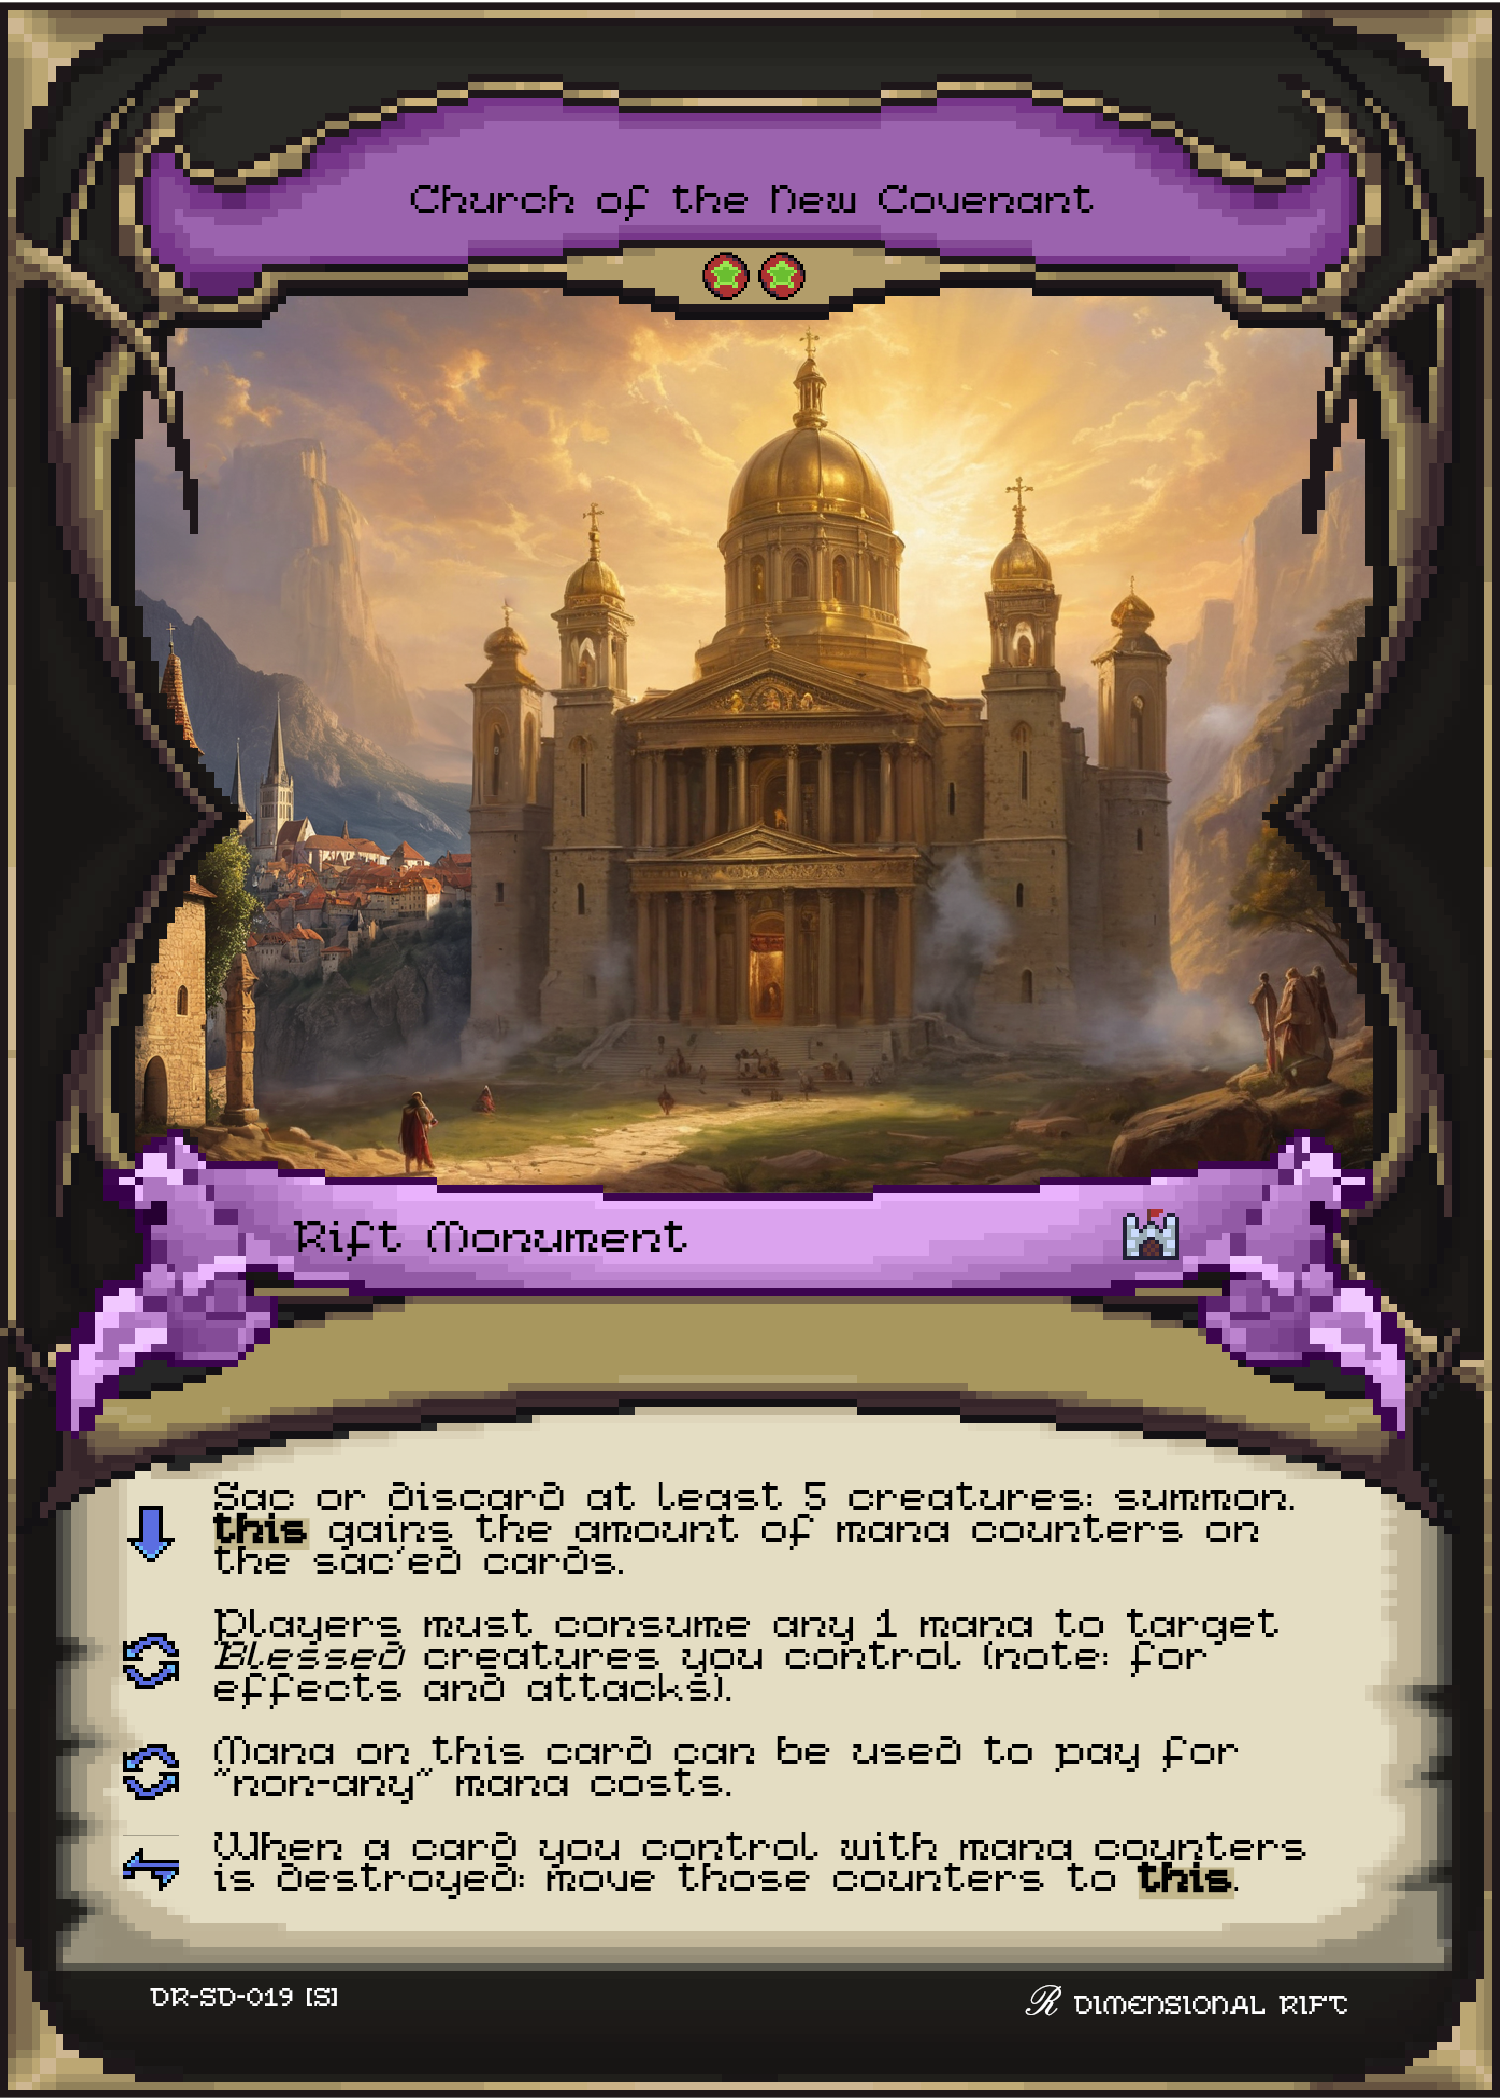 Church of the New Covenant
Rift Monument
Sac or discard at least 5 creatures: summon.
this gains the amount of mana counters on
the sac'ed cards.
Players must consume any 1 mana to target
Blessed creatures you control (note: for
effects and attacks).
Mana on this card can be used to pay for
"non-any" mana costs.
When a card you control with mana counters
is destroyed: move those counters to this.
DR-SD-019 [S]
R DIMENSIONAL RIFT